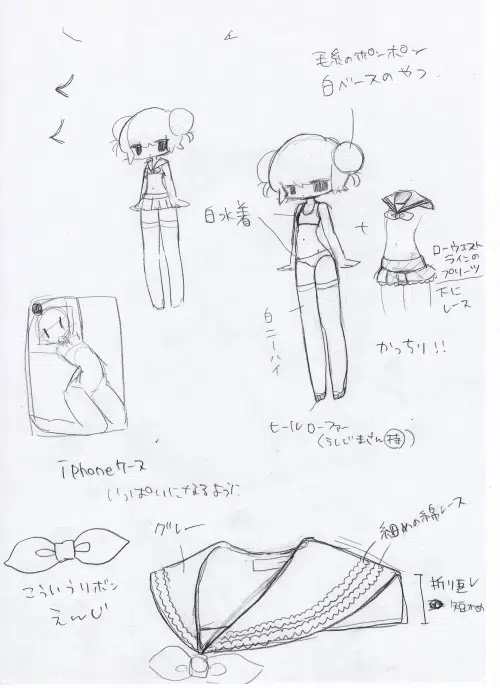 毛糸のポンポン
白ベースのやつ
白水着
+
ローウエスト
ラインの
プリーツ
下に
レース
白ニーハイ
かっちり!!
ヒールローファー
(うしじまさん持)
iPhoneケース
いっぱいになるように
グレー
細めの綿レース
こういうリボン
えんじ
折り返し
短かめ